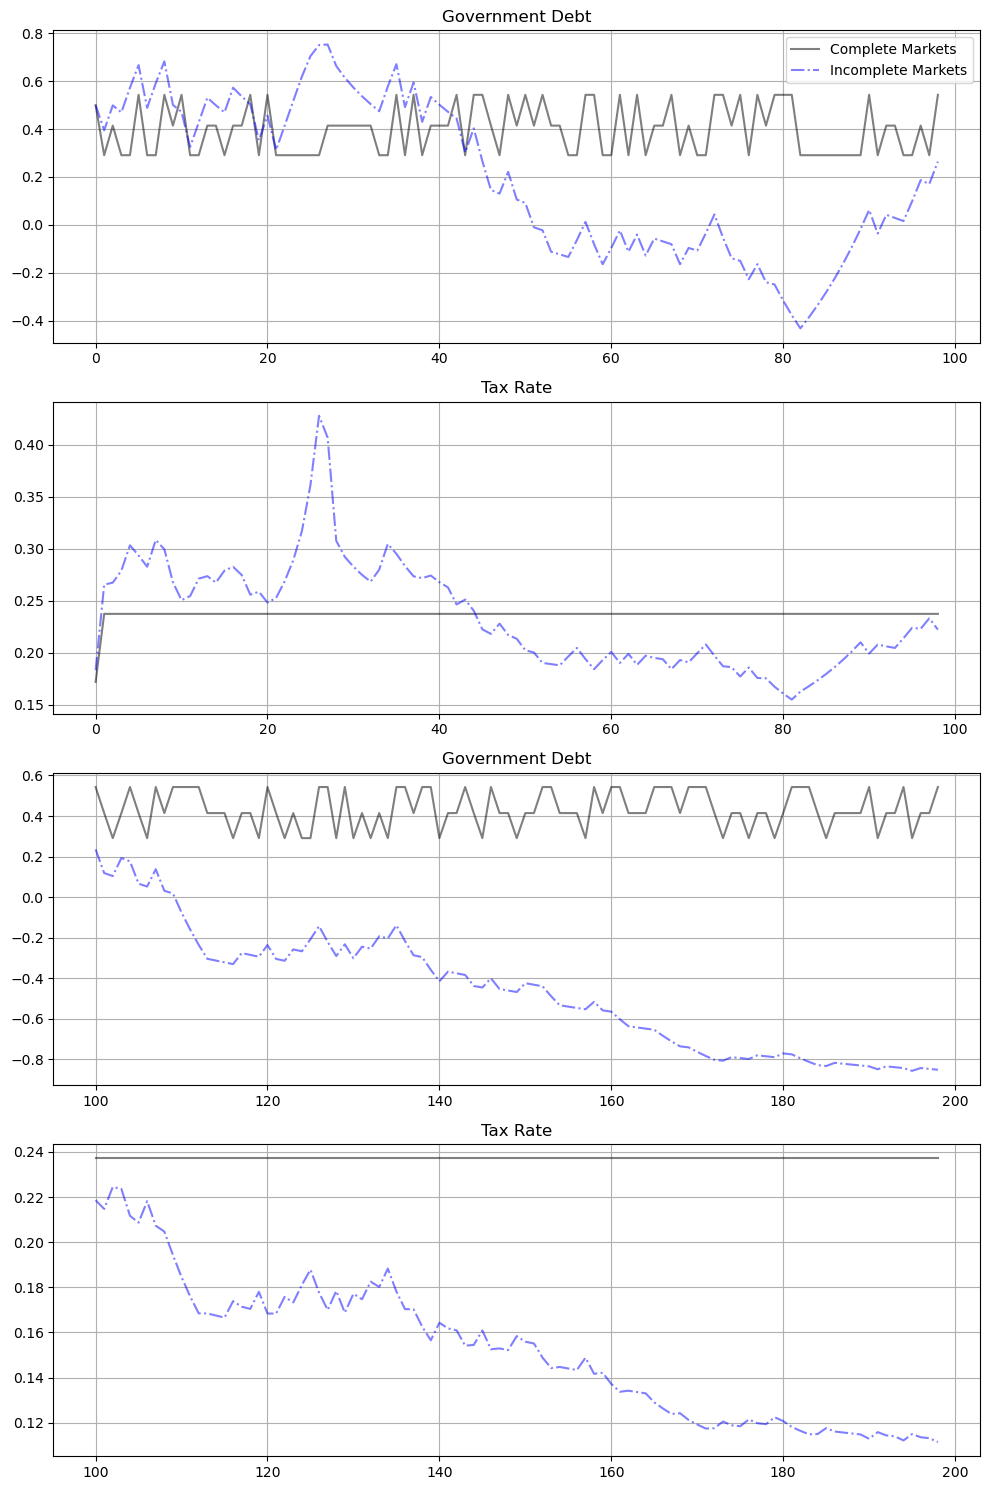 Government Debt
0.8
0.6
0.4
0.2
0.0
−0.2
−0.4
Complete Markets
Incomplete Markets
0 20 40 60 80 100
Tax Rate
0.40
0.35
0.30
0.25
0.20
0.15
0 20 40 60 80 100
Government Debt
0.6
0.4
0.2
0.0
−0.2
−0.4
−0.6
−0.8
100 120 140 160 180 200
Tax Rate
0.24
0.22
0.20
0.18
0.16
0.14
0.12
100 120 140 160 180 200